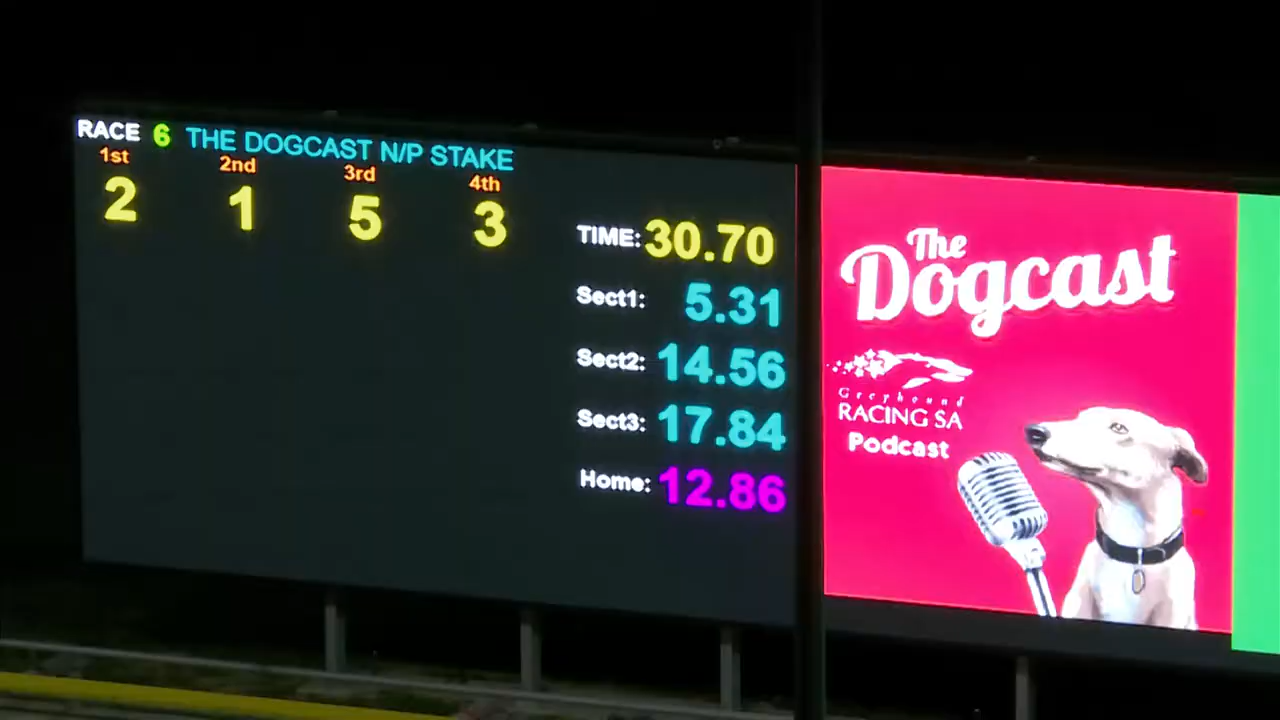 RACE 6 THE DOGCAST N/P STAKE
1st 2nd 3rd 4th
2 1 5 3
TIME: 30.70
Sect1: 5.31
Sect2: 14.56
Sect3: 17.84
Home: 12.86
The
Dogcast
Greyhound
RACING SA
Podcast